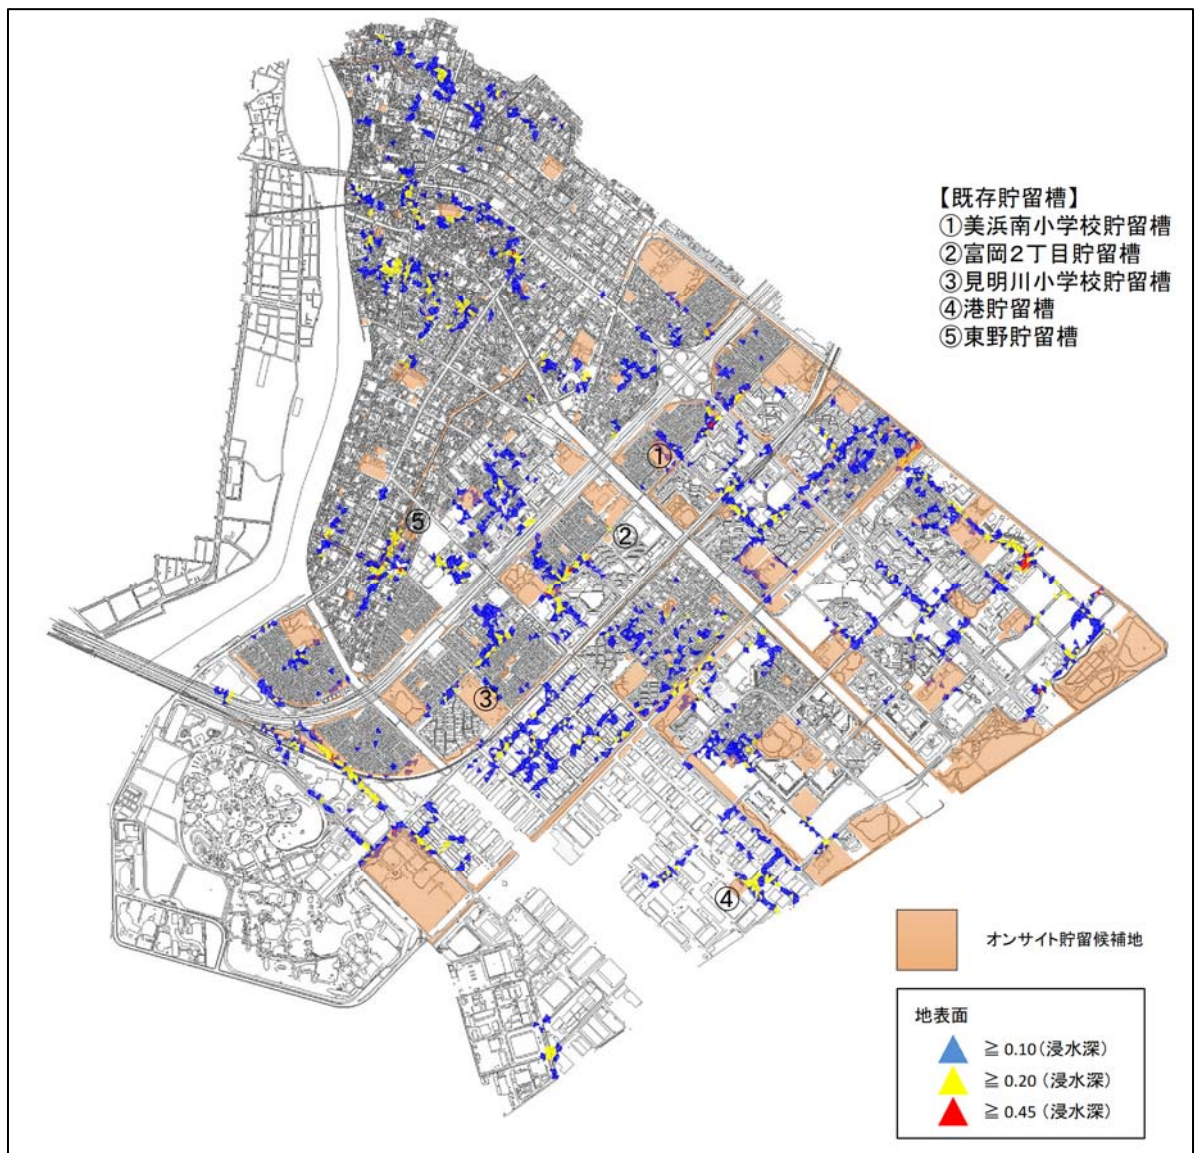 【既存貯留槽】
①美浜南小学校貯留槽
②富岡2丁目貯留槽
③見明川小学校貯留槽
④港貯留槽
⑤東野貯留槽
①
②
⑤
③
④
オンサイト貯留候補地
地表面
≧ 0.10(浸水深)
≧ 0.20 (浸水深)
≧ 0.45 (浸水深)